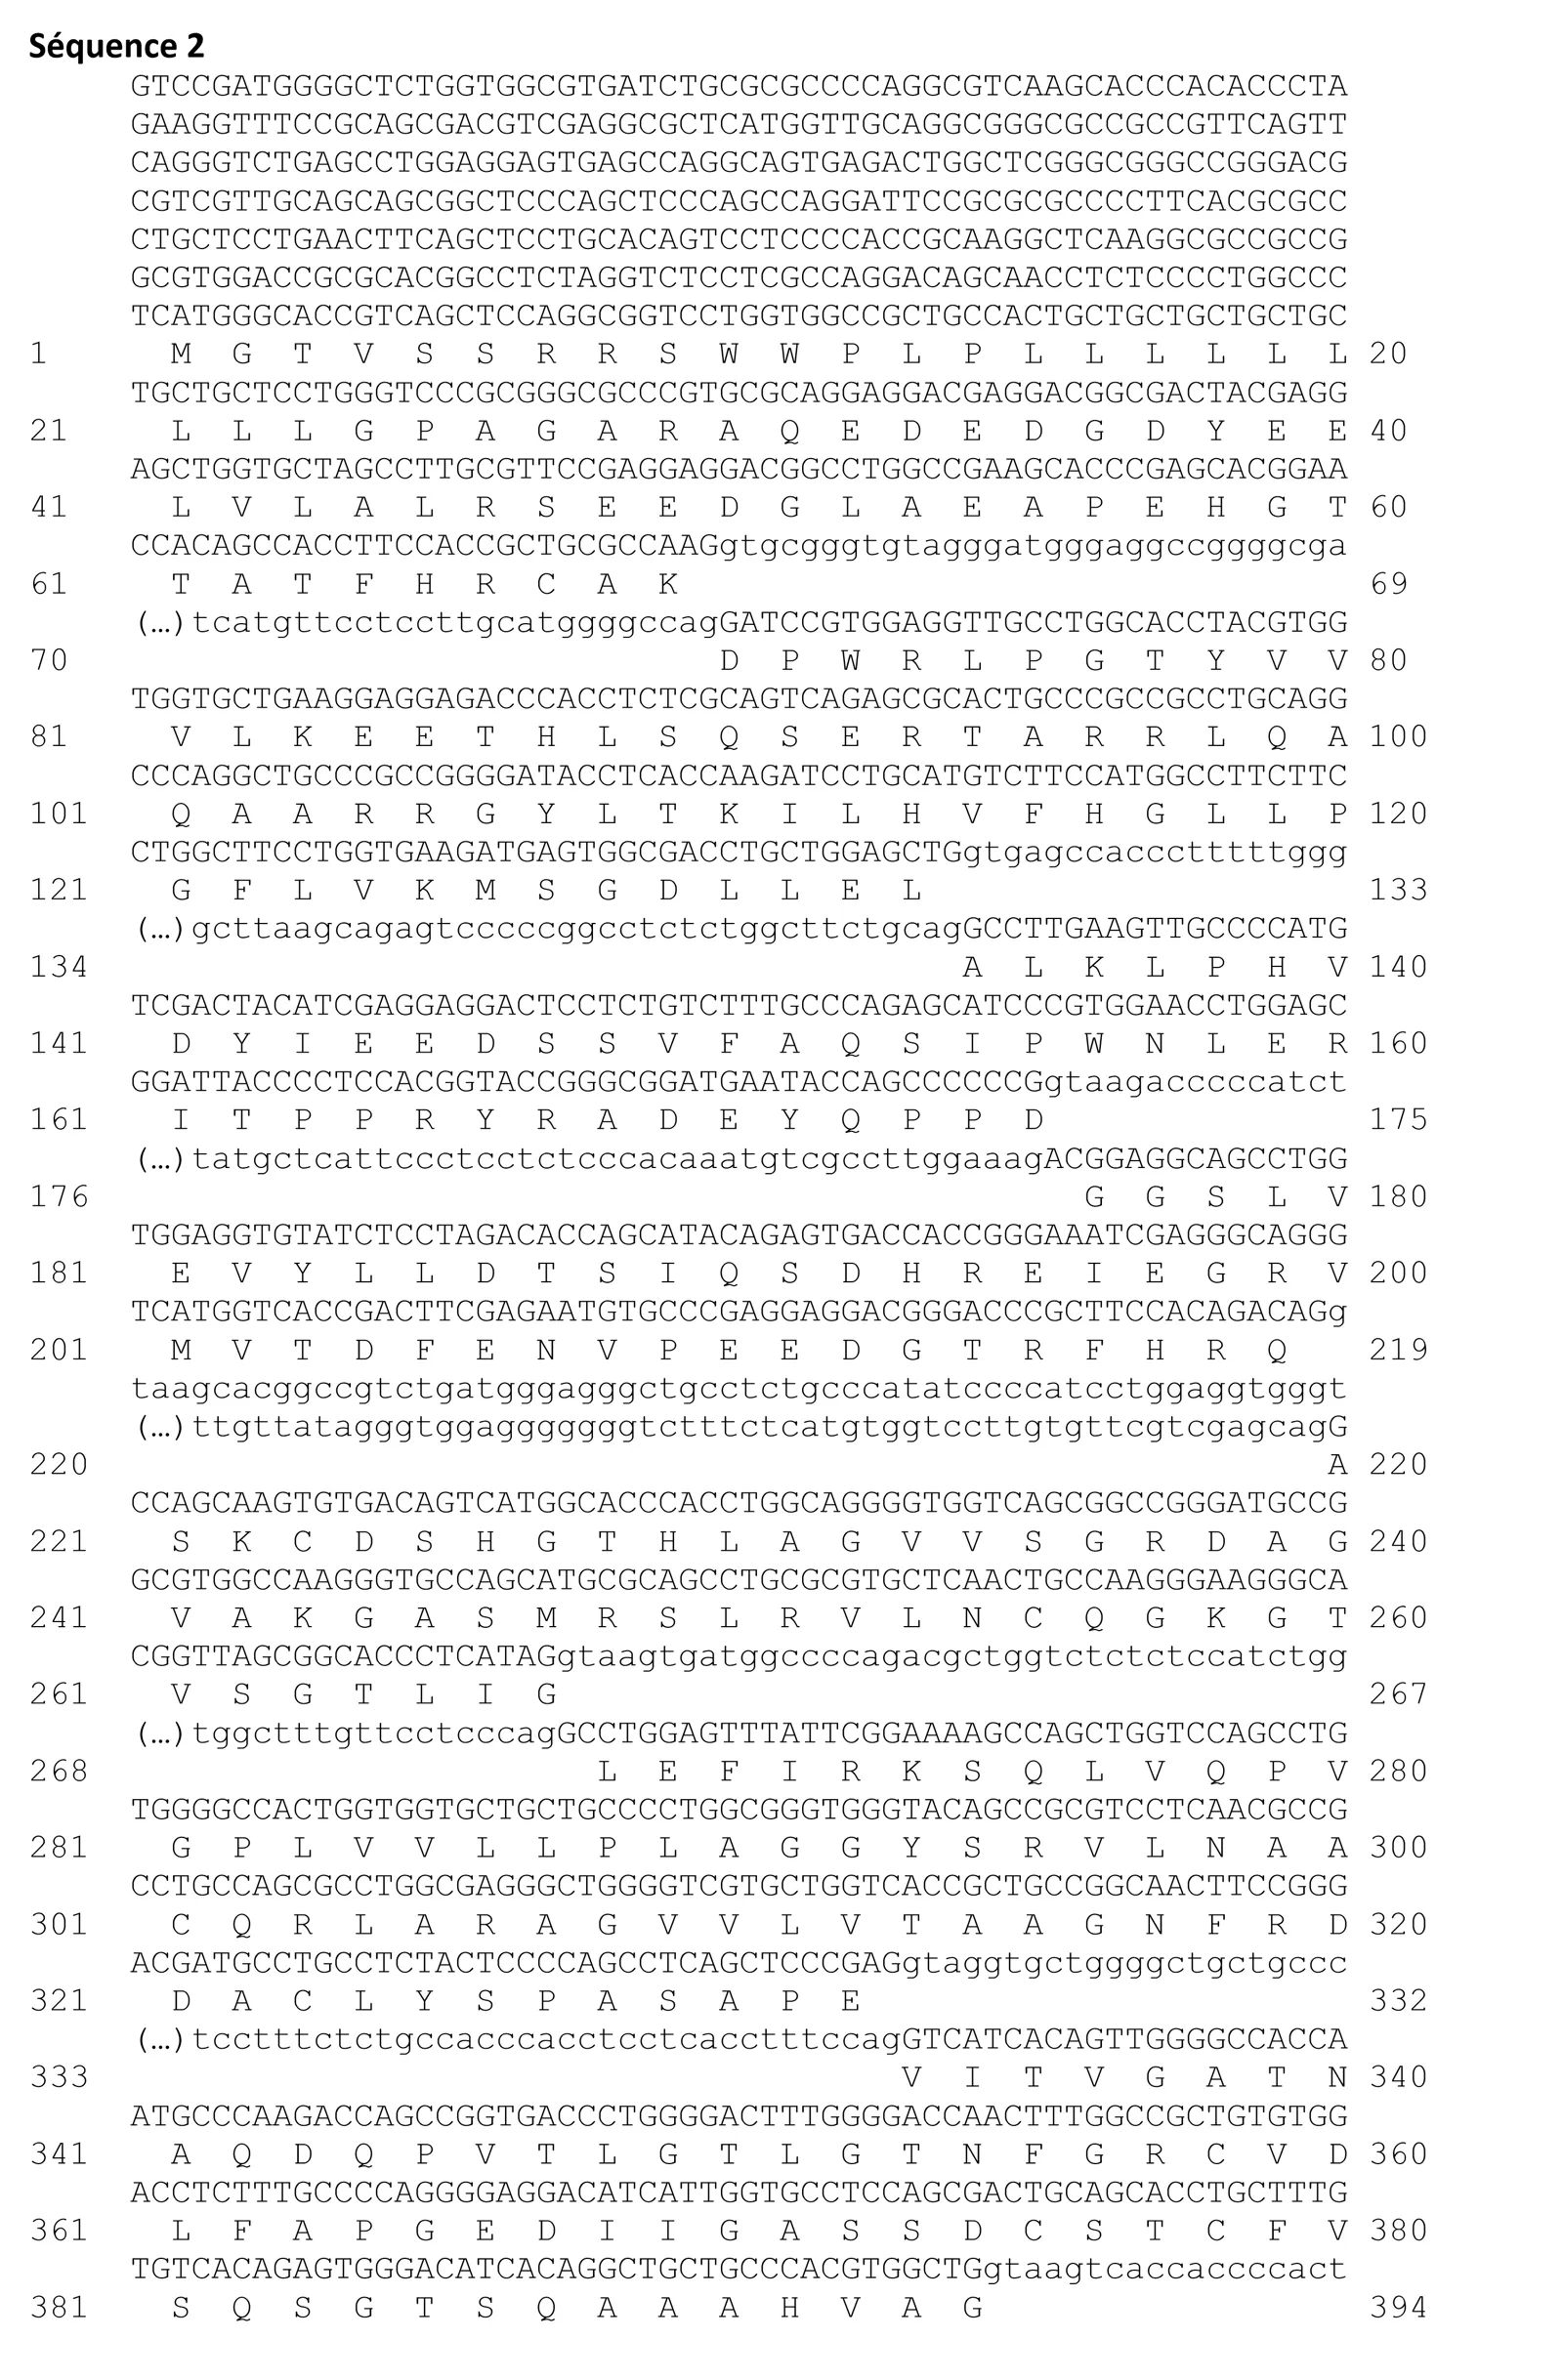 Séquence 2
GTCCGATGGGGCTCTGGTGGCGTGATCTGCGCGCCCCAGGCGTCAAGCACCCACACCCTA
GAAGGTTTCCGCAGCGACGTCGAGGCGCTCATGGTTGCAGGCGGGCGCCGCCGTTCAGTT
CAGGGTCTGAGCCTGGAGGAGTGAGCCAGGCAGTGAGACTGGCTCGGGCGGGCCGGGACG
CGTCGTTGCAGCAGCGGCTCCCAGCTCCCAGCCAGGATTCCGCGCGCCCCTTCACGCGCC
CTGCTCCTGAACTTCAGCTCCTGCACAGTCCTCCCCACCGCAAGGCTCAAGGCGCCGCCG
GCGTGGACCGCGCACGGCCTCTAGGTCTCCTCGCCAGGACAGCAACCTCTCCCCTGGCCC
TCATGGGCACCGTCAGCTCCAGGCGGTCCTGGTGGCCGCTGCCACTGCTGCTGCTGCTGC
1 M G T V S S R R S W W P L P L L L L L L 20
TGCTGCTCCTGGGTCCCGCGGGCGCCCGTGCGCAGGAGGACGAGGACGGCGACTACGAGG
21 L L L G P A G A R A Q E D E D G D Y E E 40
AGCTGGTGCTAGCCTTGCGTTCCGAGGAGGACGGCCTGGCCGAAGCACCCGAGCACGGAA
41 L V L A L R S E E D G L A E A P E H G T 60
CCACAGCCACCTTCCACCGCTGCGCCAAGgtgcgggtgtagggatgggaggccggggcga
61 T A T F H R C A K 69
(…)tcatgttcctccttgcatggggccagGATCCGTGGAGGTTGCCTGGCACCTACGTGG
70 D P W R L P G T Y V V 80
TGGTGCTGAAGGAGGAGACCCACCTCTCGCAGTCAGAGCGCACTGCCCGCCGCCTGCAGG
81 V L K E E T H L S Q S E R T A R R L Q A 100
CCCAGGCTGCCCGCCGGGGATACCTCACCAAGATCCTGCATGTCTTCCATGGCCTTCTTC
101 Q A A R R G Y L T K I L H V F H G L L P 120
CTGGCTTCCTGGTGAAGATGAGTGGCGACCTGCTGGAGCTGgtgagccacccttttttggg
121 G F L V K M S G D L L E L 133
(…)gcttaagcagagtcccccggcctctctggcttctgcagGCCTTGAAGTTGCCCCATG
134 A L K L P H V 140
TCGACTACATCGAGGAGGACTCCTCTGTCTTTGCCCAGAGCATCCCGTGGAACCTGGAGC
141 D Y I E E D S S V F A Q S I P W N L E R 160
GGATTACCCCTCCACGGTACCGGGCGGATGAATACCAGCCCCCCGgtaagacccccatct
161 I T P P R Y R A D E Y Q P P D 175
(…)tatgctcattccctcctctcccacaaatgtcgccttggaaagACGGAGGCAGCCTGG
176 G G S L V 180
TGGAGGTGTATCTCCTAGACACCAGCATACAGAGTGACCACCGGGAAATCGAGGGCAGGG
181 E V Y L L D T S I Q S D H R E I E G R V 200
TCATGGTCACCGACTTCGAGAATGTGCCCGAGGAGGACGGGACCCGCTTCCACAGACAGg
201 M V T D F E N V P E E D G T R F H R Q 219
taagcacggccgtctgatgggagggctgcctctgcccatatccccatcctggaggtgggt
(…)ttgttatagggtggagggggggtctttctcatgtggtccttgtgttcgtcgagcagG
220 A 220
CCAGCAAGTGTGACAGTCATGGCACCCACCTGGCAGGGGTGGTCAGCGGCCGGGATGCCG
221 S K C D S H G T H L A G V V S G R D A G 240
GCGTGGCCAAGGGTGCCAGCATGCGCAGCCTGCGCGTGCTCAACTGCCAAGGGAAGGGCA
241 V A K G A S M R S L R V L N C Q G K G T 260
CGGTTAGCGGCACCCTCATAGgtaagtgatggccccagacgctggtctctctccatctgg
261 V S G T L I G 267
(…)tggctttgttcctcccagGCCTGGAGTTTATTCGGAAAAGCCAGCTGGTCCAGCCTG
268 L E F I R K S Q L V Q P V 280
TGGGGCCACTGGTGGTGCTGCTGCCCCTGGCGGGTGGGTACAGCCGCGTCCTCAACGCCG
281 G P L V V L L P L A G G Y S R V L N A A 300
CCTGCCAGCGCCTGGCGAGGGCTGGGGTCGTGCTGGTCACCGCTGCCGGCAACTTCCGGG
301 C Q R L A R A G V V L V T A A G N F R D 320
ACGATGCCTGCCTCTACTCCCCAGCCTCAGCTCCCGAGgtaggtgctggggctgctgccc
321 D A C L Y S P A S A P E 332
(…)tcctttctctgccacccacctcctcacctttccagGTCATCACAGTTGGGGCCACCA
333 V I T V G A T N 340
ATGCCCAAGACCAGCCGGTGACCCTGGGGACTTTGGGGACCAACTTTGGCCGCTGTGTGG
341 A Q D Q P V T L G T L G T N F G R C V D 360
ACCTCTTTGCCCCAGGGGAGGACATCATTGGTGCCTCCAGCGACTGCAGCACCTGCTTTG
361 L F A P G E D I I G A S S D C S T C F V 380
TGTCACAGAGTGGGACATCACAGGCTGCTGCCCACGTGGCTGgtaagtcaccaccccact
381 S Q S G T S Q A A A H V A G 394